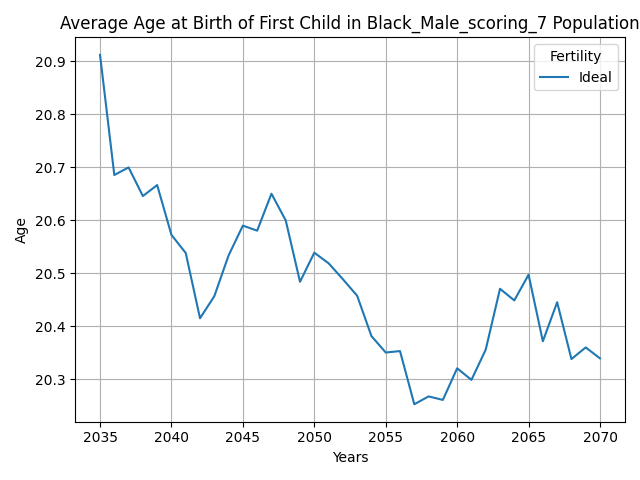 Average Age at Birth of First Child in Black_Male_scoring_7 Population
Fertility
Ideal
20.9
20.8
20.7
20.6
20.5
20.4
20.3
Age
2035 2040 2045 2050 2055 2060 2065 2070
Years